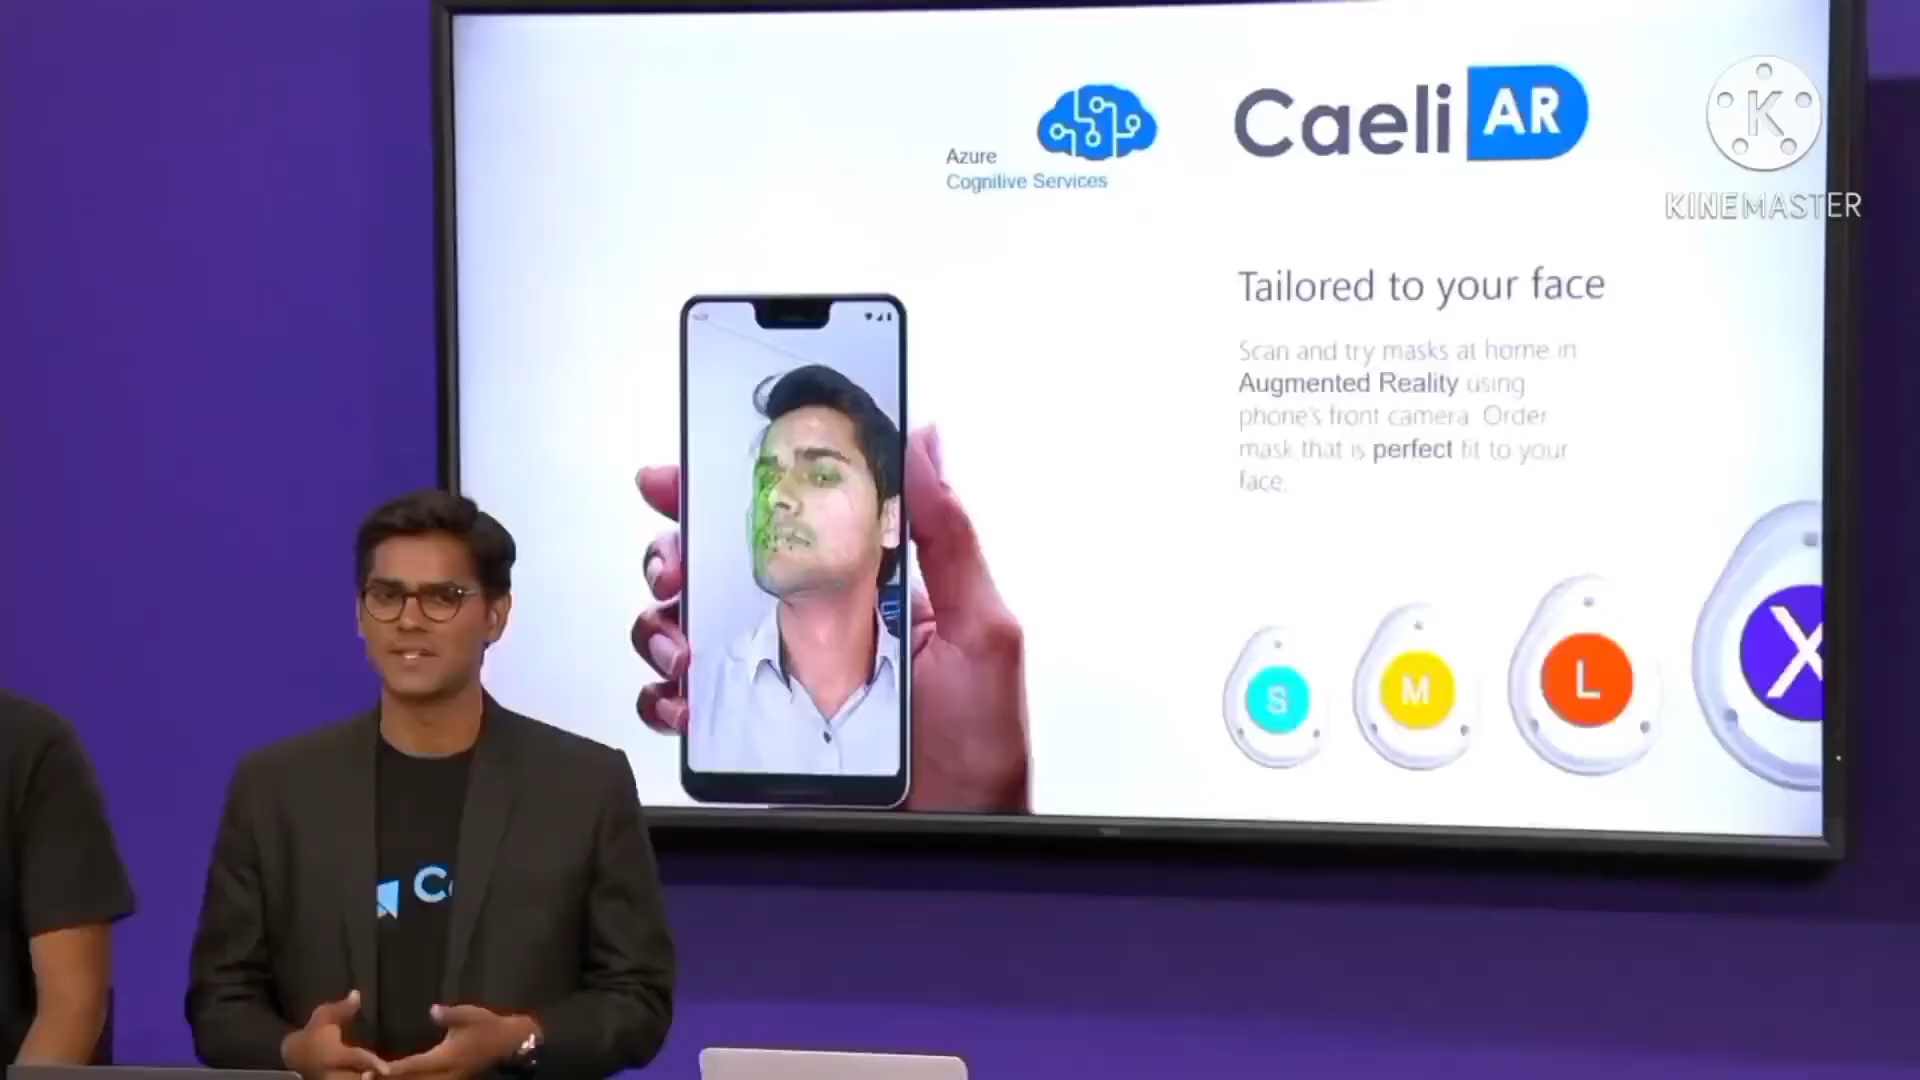 Azure
Cognitive Services
Caeli AR
K
KINEMASTER
Tailored to your face
Scan and try masks at home in
Augmented Reality using
phone's front camera. Order
mask that is perfect fit to your
face.
S
M
L
X
C